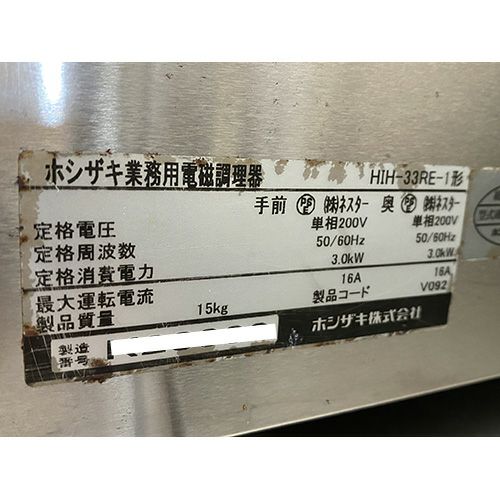 ホシザキ業務用電磁調理器 HIH-33RE-1形
手前 PSE ㈱ネスター 奥 PSE ㈱ネスター
定格電圧 単相200V 単相200V
定格周波数 50/60Hz 50/60Hz
定格消費電力 3.0kW 3.0kW
最大運転電流 16A 16A
製品質量 15kg 製品コード V092
製造番号 ホシザキ株式会社